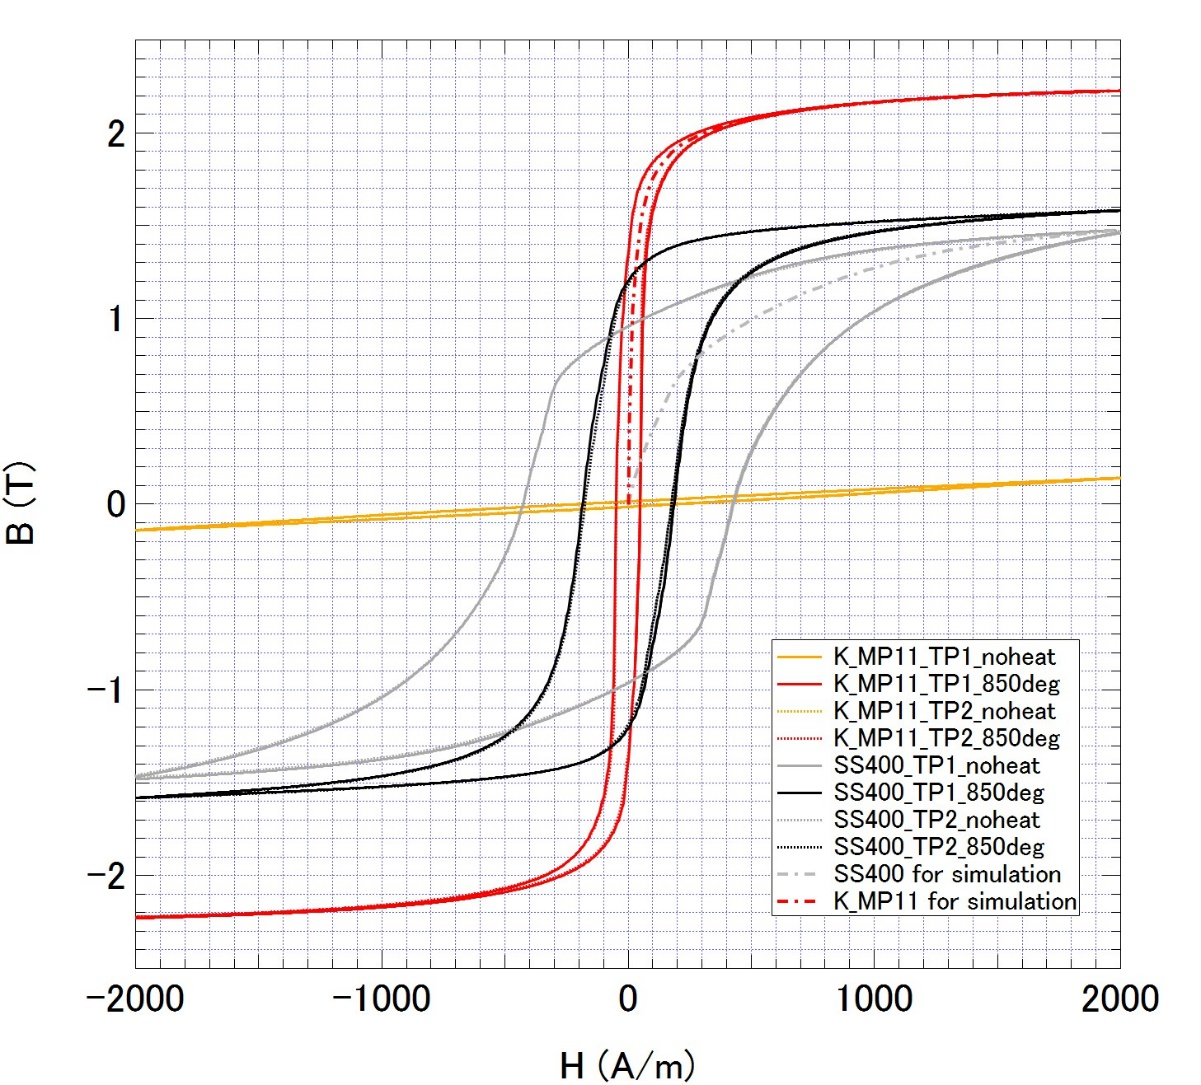 B (T)
2
1
0
−1
−2
−2000
−1000
0
1000
2000
H (A/m)
K_MP11_TP1_noheat
K_MP11_TP1_850deg
K_MP11_TP2_noheat
K_MP11_TP2_850deg
SS400_TP1_noheat
SS400_TP1_850deg
SS400_TP2_noheat
SS400_TP2_850deg
SS400 for simulation
K_MP11 for simulation